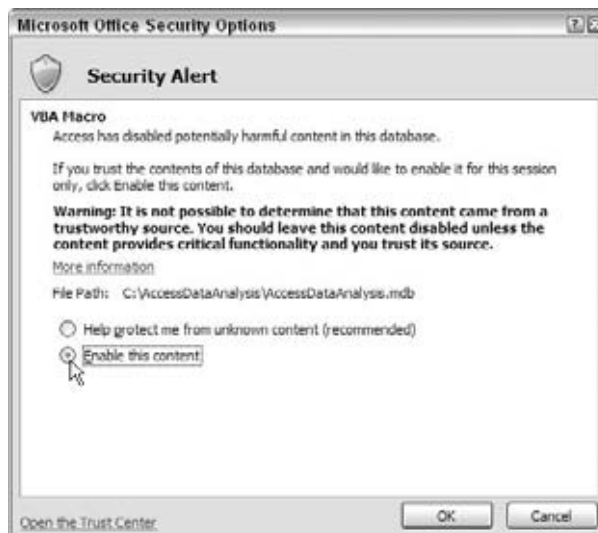 Microsoft Office Security Options
Security Alert
VBA Macro
Access has disabled potentially harmful content in this database.
If you trust the contents of this database and would like to enable it for this session
only, click Enable this content.
Warning: It is not possible to determine that this content came from a
trustworthy source. You should leave this content disabled unless the
content provides critical functionality and you trust its source.
More information
File Path: C:\AccessDataAnalysis\AccessDataAnalysis.mdb
Help protect me from unknown content (recommended)
Enable this content
Open the Trust Center
OK
Cancel